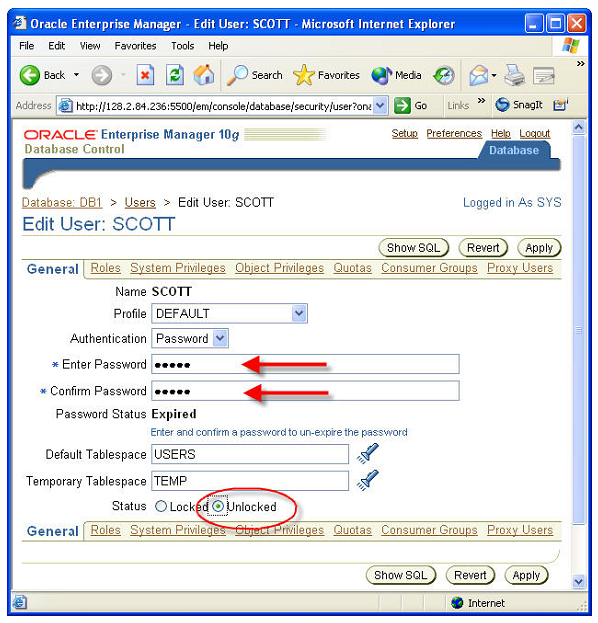 Oracle Enterprise Manager - Edit User: SCOTT - Microsoft Internet Explorer
File Edit View Favorites Tools Help
Back Search Favorites Media »
Address http://128.2.84.236:5500/em/console/database/security/user?ona Go Links » SnagIt
ORACLE Enterprise Manager 10g Setup Preferences Help Logout
Database Control Database
Database: DB1 > Users > Edit User: SCOTT Logged in As SYS
Edit User: SCOTT
Show SQL Revert Apply
General Roles System Privileges Object Privileges Quotas Consumer Groups Proxy Users
Name SCOTT
Profile DEFAULT
Authentication Password
* Enter Password •••••
* Confirm Password •••••
Password Status Expired
Enter and confirm a password to un-expire the password
Default Tablespace USERS
Temporary Tablespace TEMP
Status Locked Unlocked
General Roles System Privileges Object Privileges Quotas Consumer Groups Proxy Users
Show SQL Revert Apply
Internet